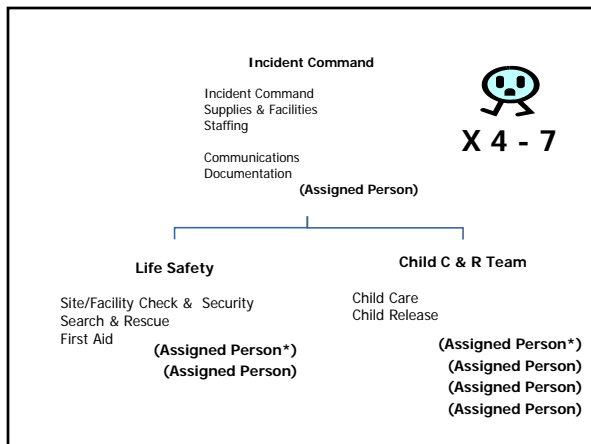 Incident Command
Incident Command
Supplies & Facilities
Staffing
Communications
Documentation
(Assigned Person)
X 4 - 7
Life Safety
Site/Facility Check & Security
Search & Rescue
First Aid
(Assigned Person*)
(Assigned Person)
Child C & R Team
Child Care
Child Release
(Assigned Person*)
(Assigned Person)
(Assigned Person)
(Assigned Person)